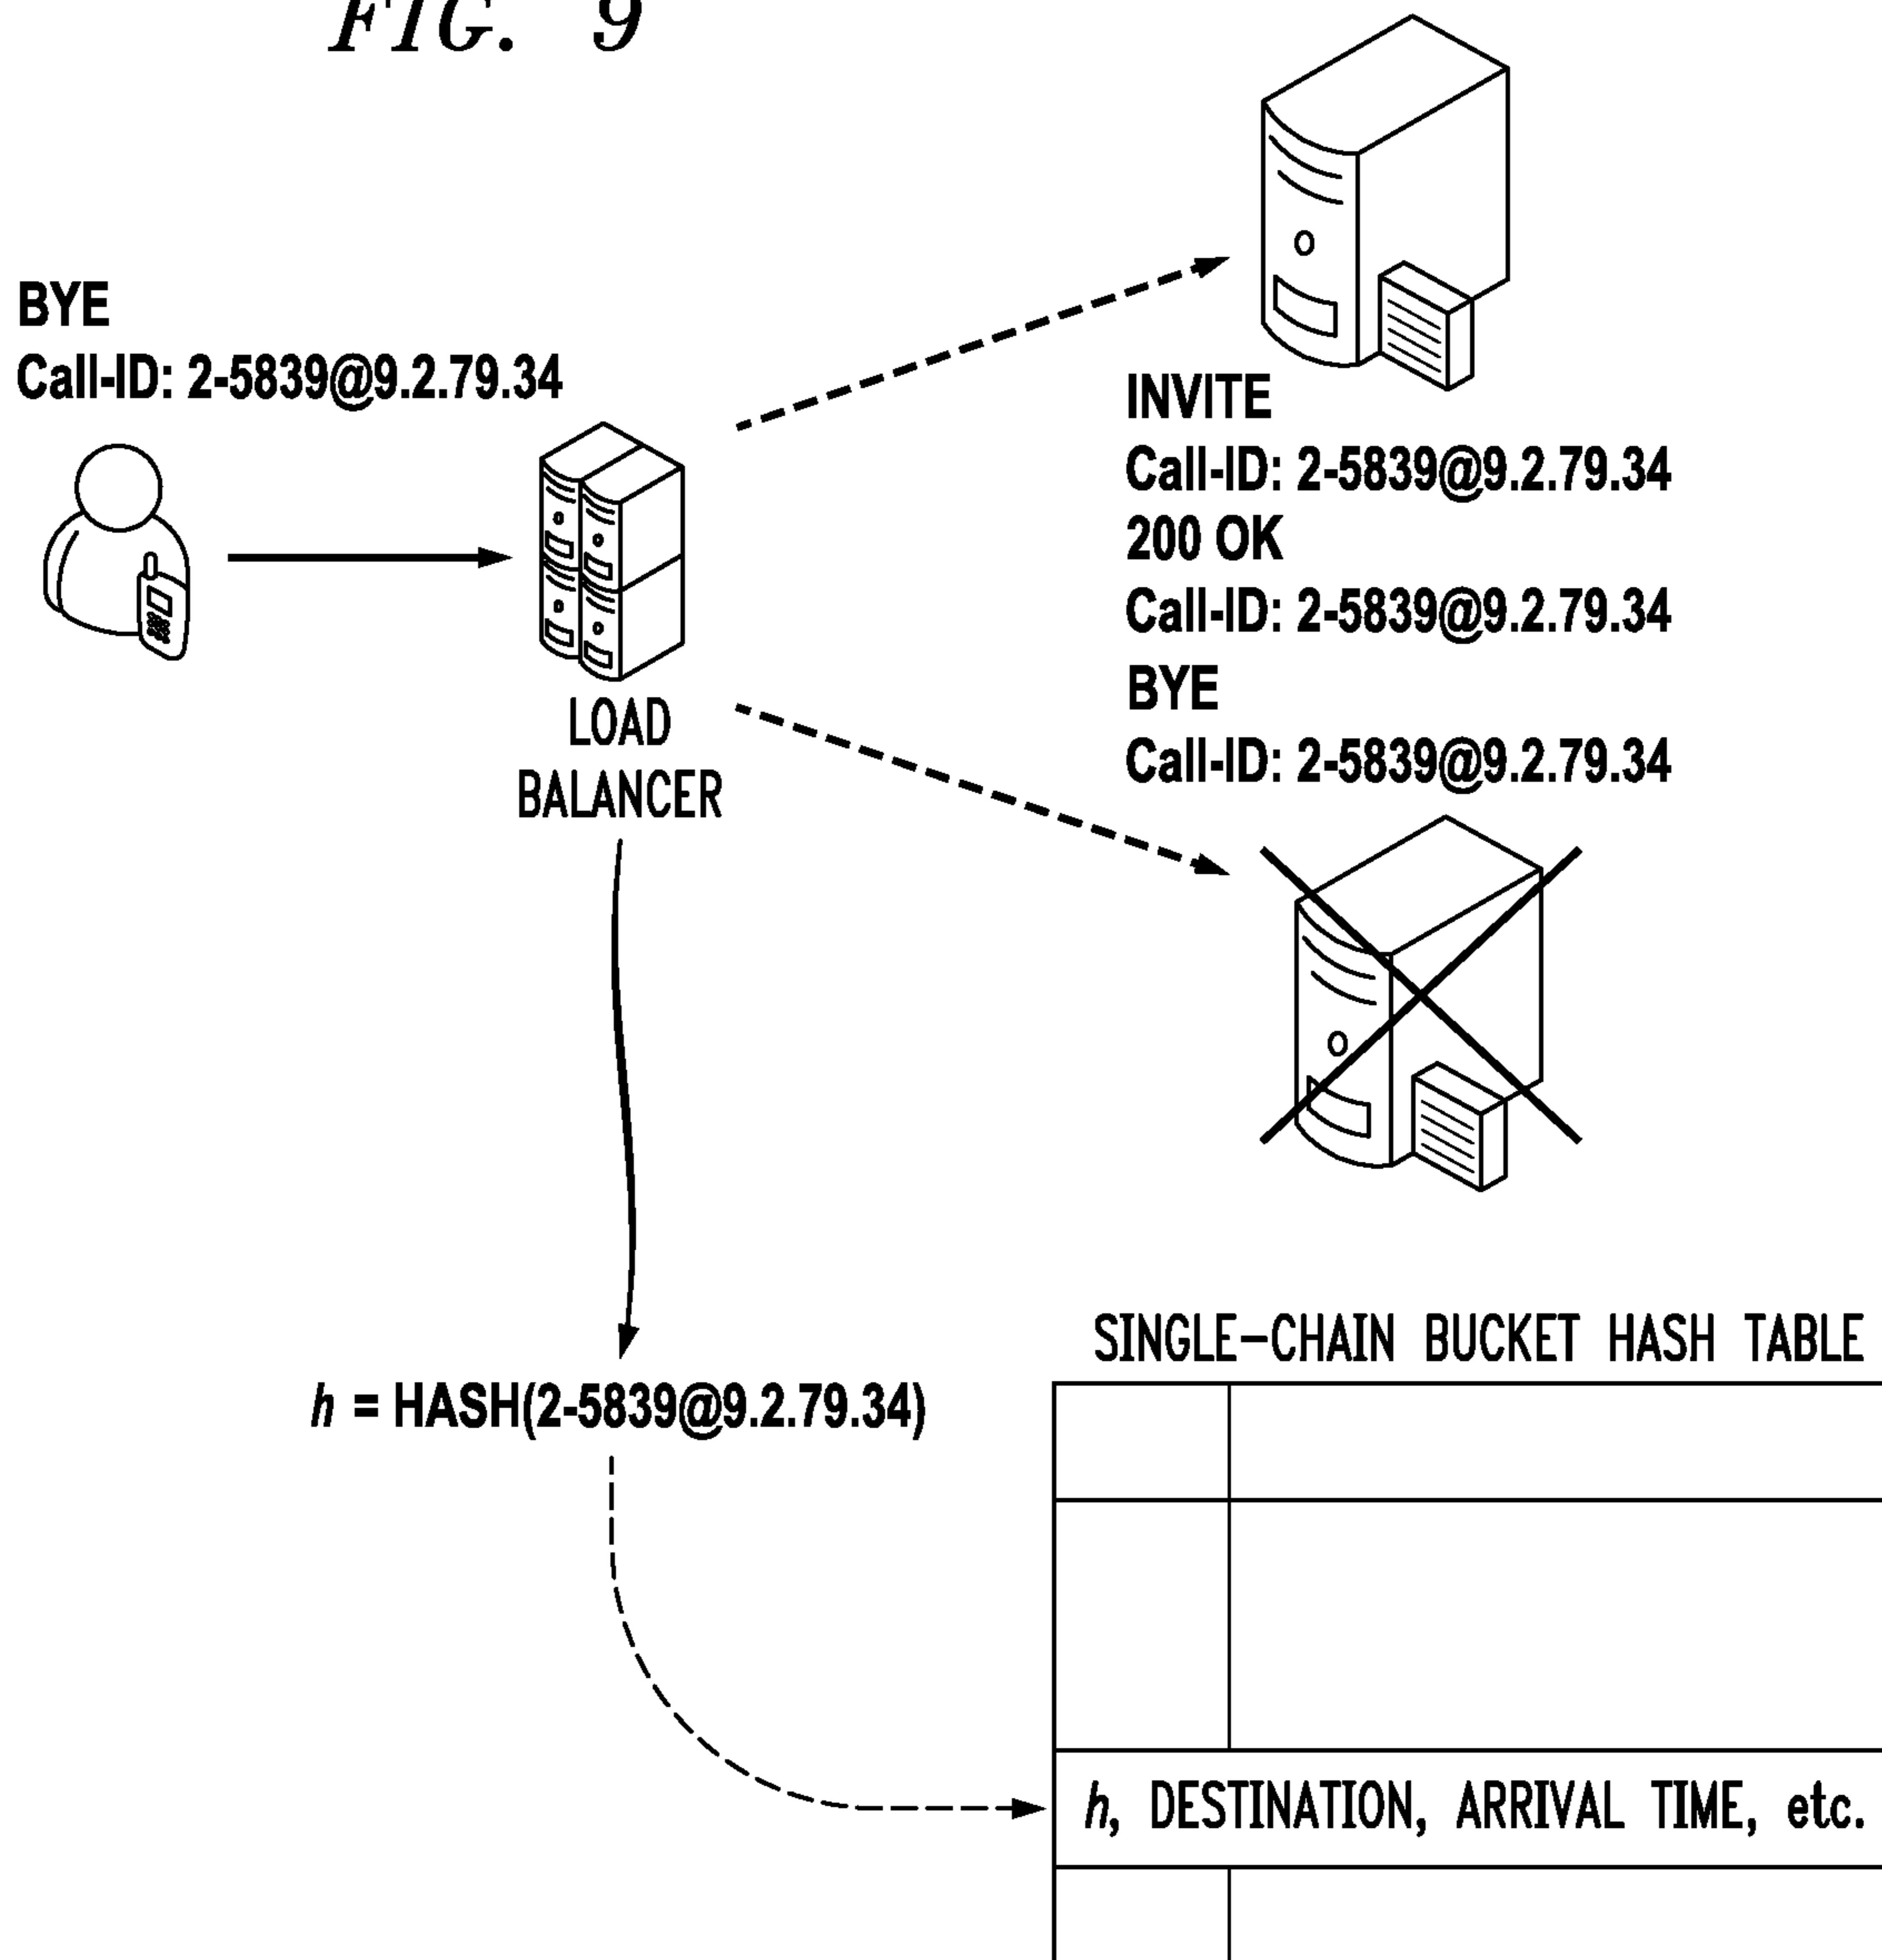 FIG. 9
BYE
Call-ID: 2-5839@9.2.79.34
LOAD
BALANCER
INVITE
Call-ID: 2-5839@9.2.79.34
200 OK
Call-ID: 2-5839@9.2.79.34
BYE
Call-ID: 2-5839@9.2.79.34
h = HASH(2-5839@9.2.79.34)
SINGLE-CHAIN BUCKET HASH TABLE
h, DESTINATION, ARRIVAL TIME, etc.